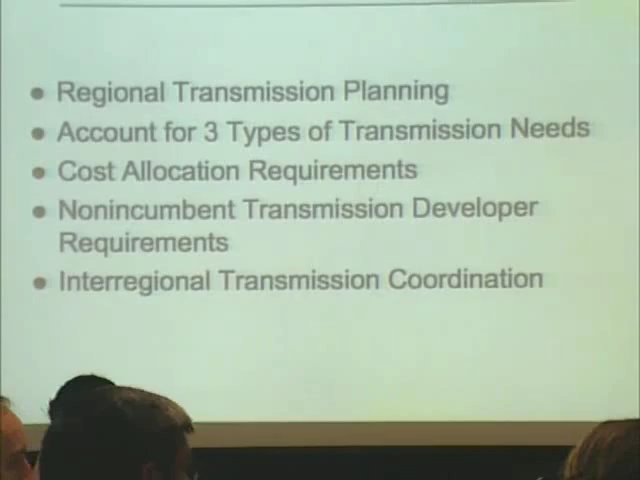 • Regional Transmission Planning
• Account for 3 Types of Transmission Needs
• Cost Allocation Requirements
• Nonincumbent Transmission Developer
Requirements
• Interregional Transmission Coordination